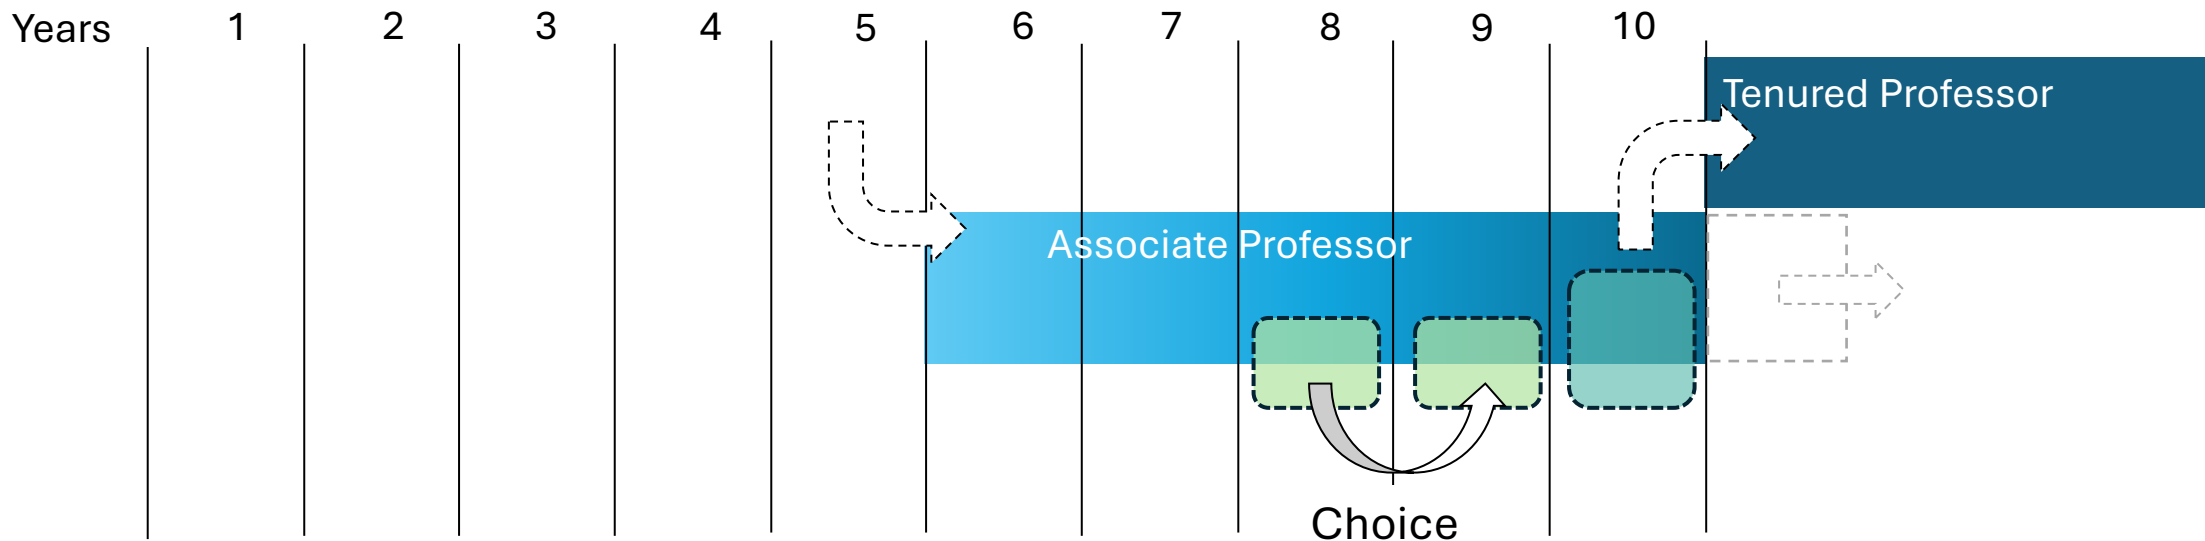 Years 1 2 3 4 5 6 7 8 9 10
Tenured Professor
Associate Professor
Choice